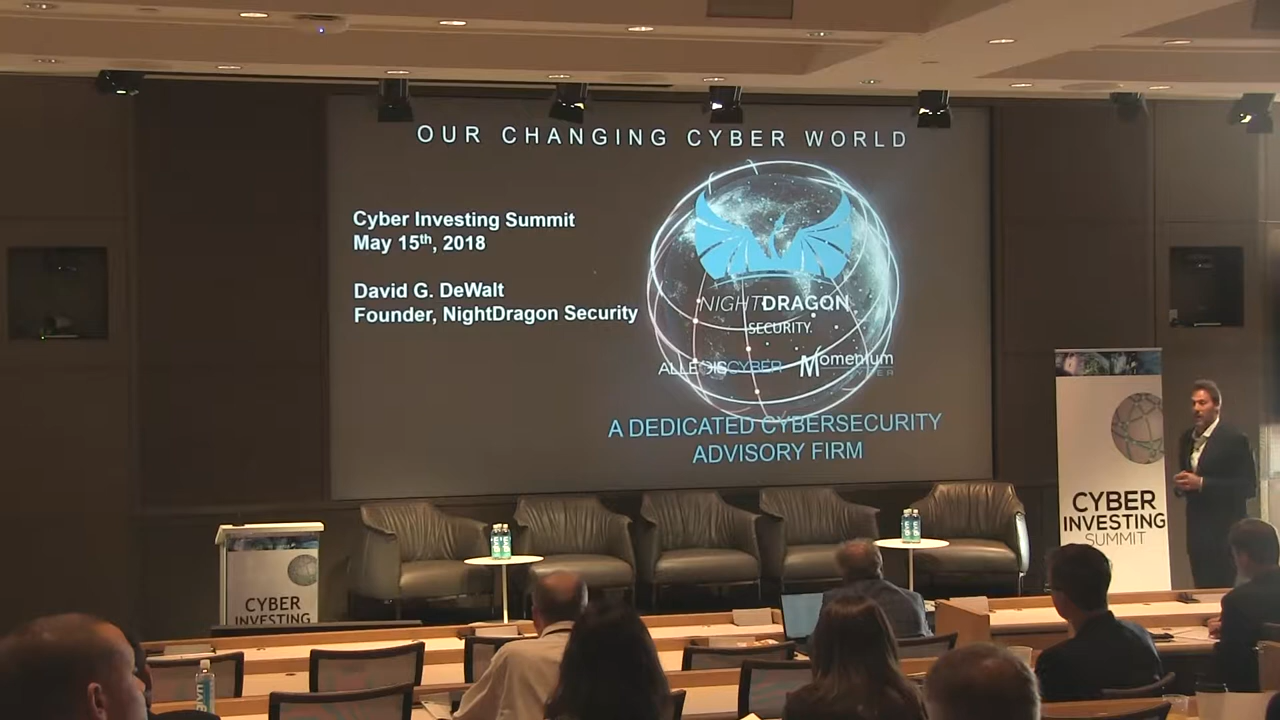 OUR CHANGING CYBER WORLD
Cyber Investing Summit
May 15th, 2018
David G. DeWalt
Founder, NightDragon Security
NIGHTDRAGON
SECURITY.
ALLEGISCYBER
Momentum
CYBER
A DEDICATED CYBERSECURITY
ADVISORY FIRM
CYBER
INVESTING
CYBER
INVESTING
SUMMIT